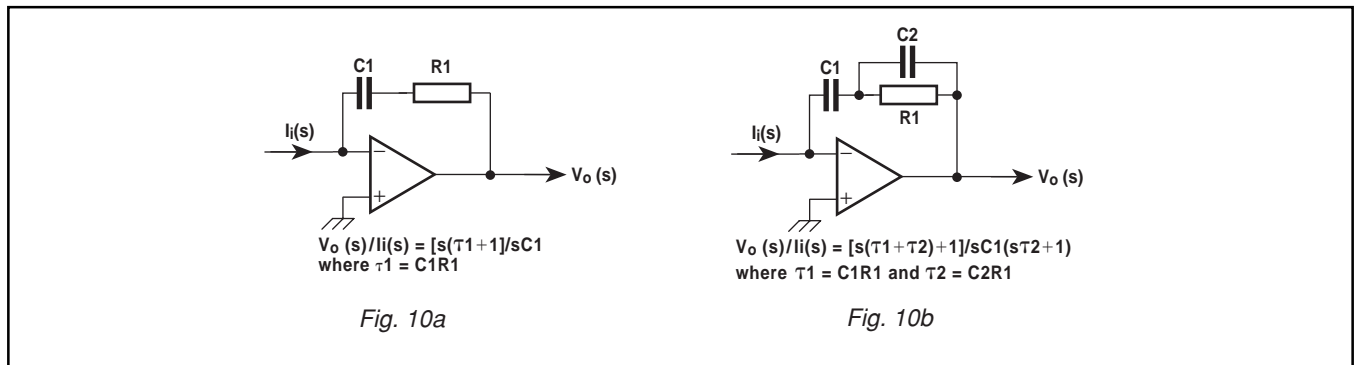 C1
R1
Ii(s)
−
+
Vo (s)
Vo (s)/Ii(s) = [s(τ1+1]/sC1
where τ1 = C1R1
Fig. 10a
C2
C1
R1
Ii(s)
−
+
Vo (s)
Vo (s)/Ii(s) = [s(τ1+τ2)+1]/sC1(sτ2+1)
where τ1 = C1R1 and τ2 = C2R1
Fig. 10b